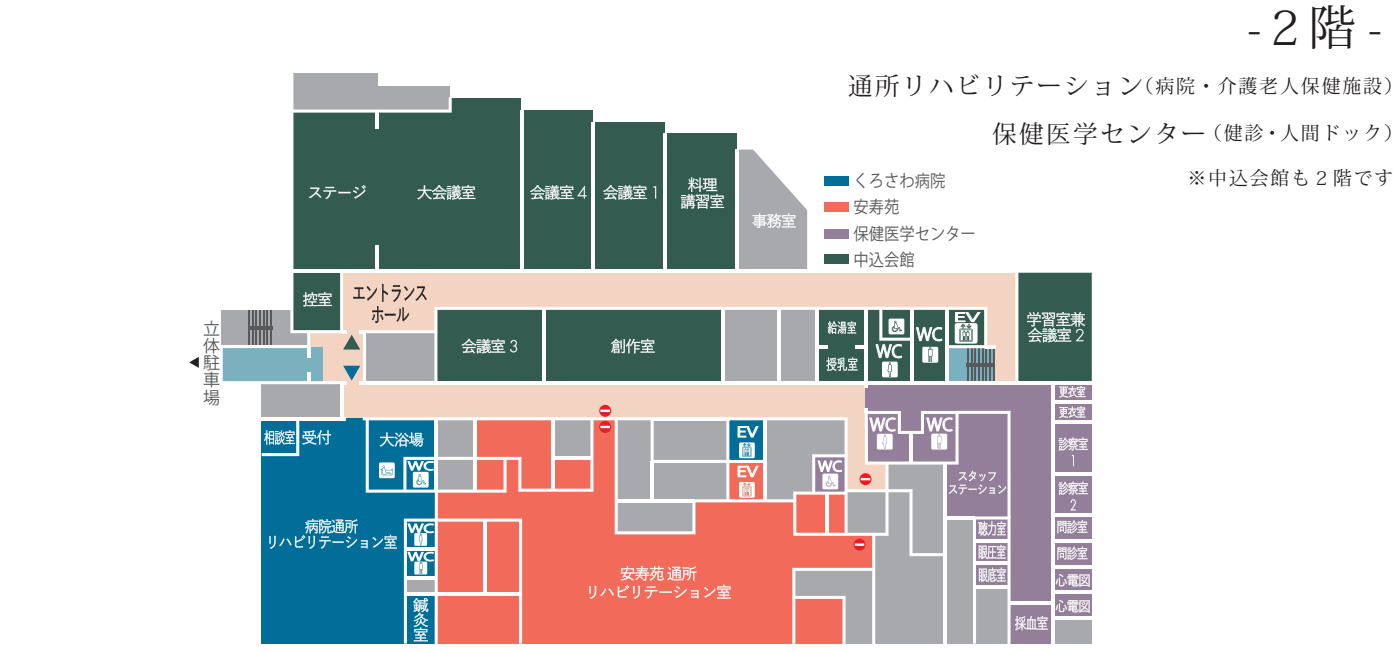 -２階-
通所リハビリテーション（病院・介護老人保健施設）
保健医学センター（健診・人間ドック）
※中込会館も２階です
くろさわ病院
安寿苑
保健医学センター
中込会館
ステージ
大会議室
会議室４
会議室１
料理
講習室
事務室
控室
エントランス
ホール
立体駐車場
会議室３
創作室
給湯室
授乳室
WC
WC
EV
学習室兼
会議室２
相談室
受付
大浴場
WC
EV
EV
WC
WC
WC
更衣室
更衣室
診察室
1
診察室
2
スタッフ
ステーション
病院通所
リハビリテーション室
WC
WC
鍼灸室
安寿苑 通所
リハビリテーション室
聴力室
眼圧室
眼底室
問診室
問診室
心電図
心電図
採血室